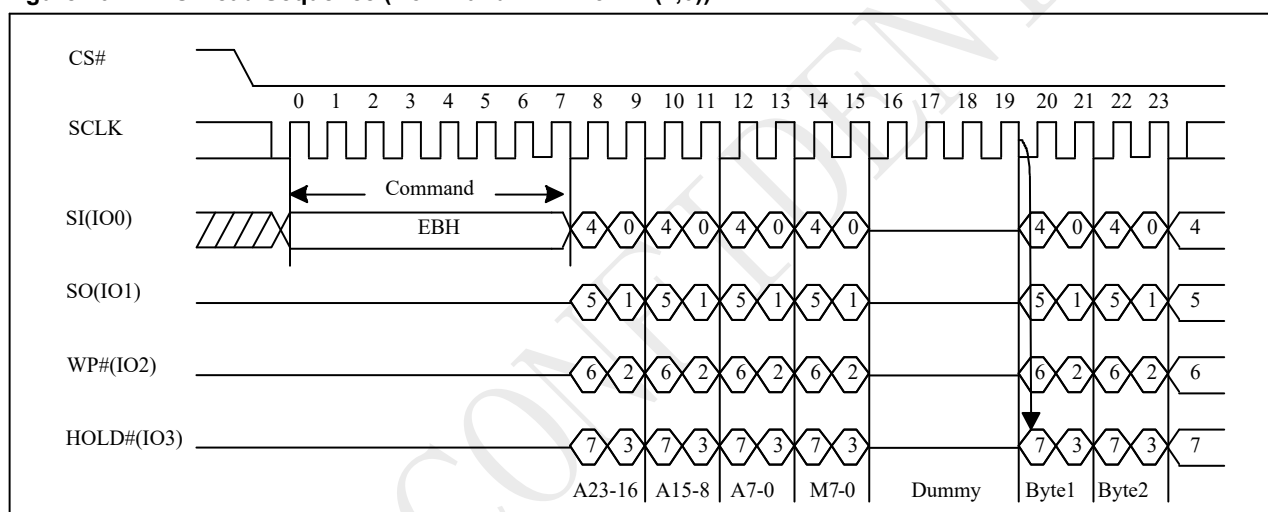 CS#
0 1 2 3 4 5 6 7 8 9 10 11 12 13 14 15 16 17 18 19 20 21 22 23
SCLK
Command
SI(IO0) EBH 4 0 4 0 4 0 4 0 4 0 4 0 4
SO(IO1) 5 1 5 1 5 1 5 1 5 1 5 1 5
WP#(IO2) 6 2 6 2 6 2 6 2 6 2 6 2 6
HOLD#(IO3) 7 3 7 3 7 3 7 3 7 3 7 3 7
A23-16 A15-8 A7-0 M7-0 Dummy Byte1 Byte2